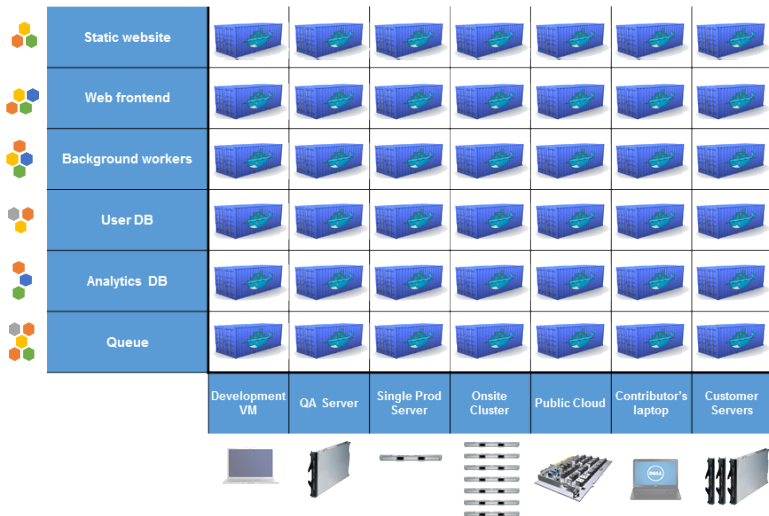 Static website
Web frontend
Background workers
User DB
Analytics  DB
Queue
Development
VM
QA  Server
Single Prod
Server
Onsite
Cluster
Public Cloud
Contributor's
laptop
Customer
Servers
DELL